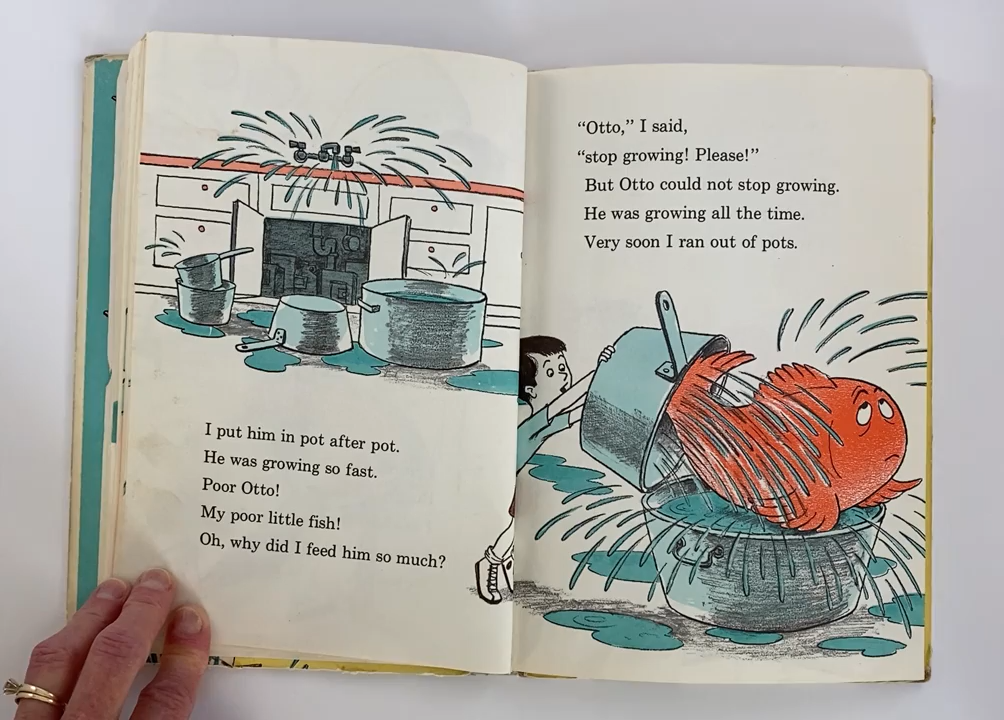 I put him in pot after pot.
He was growing so fast.
Poor Otto!
My poor little fish!
Oh, why did I feed him so much?
“Otto,” I said,
“stop growing! Please!”
But Otto could not stop growing.
He was growing all the time.
Very soon I ran out of pots.